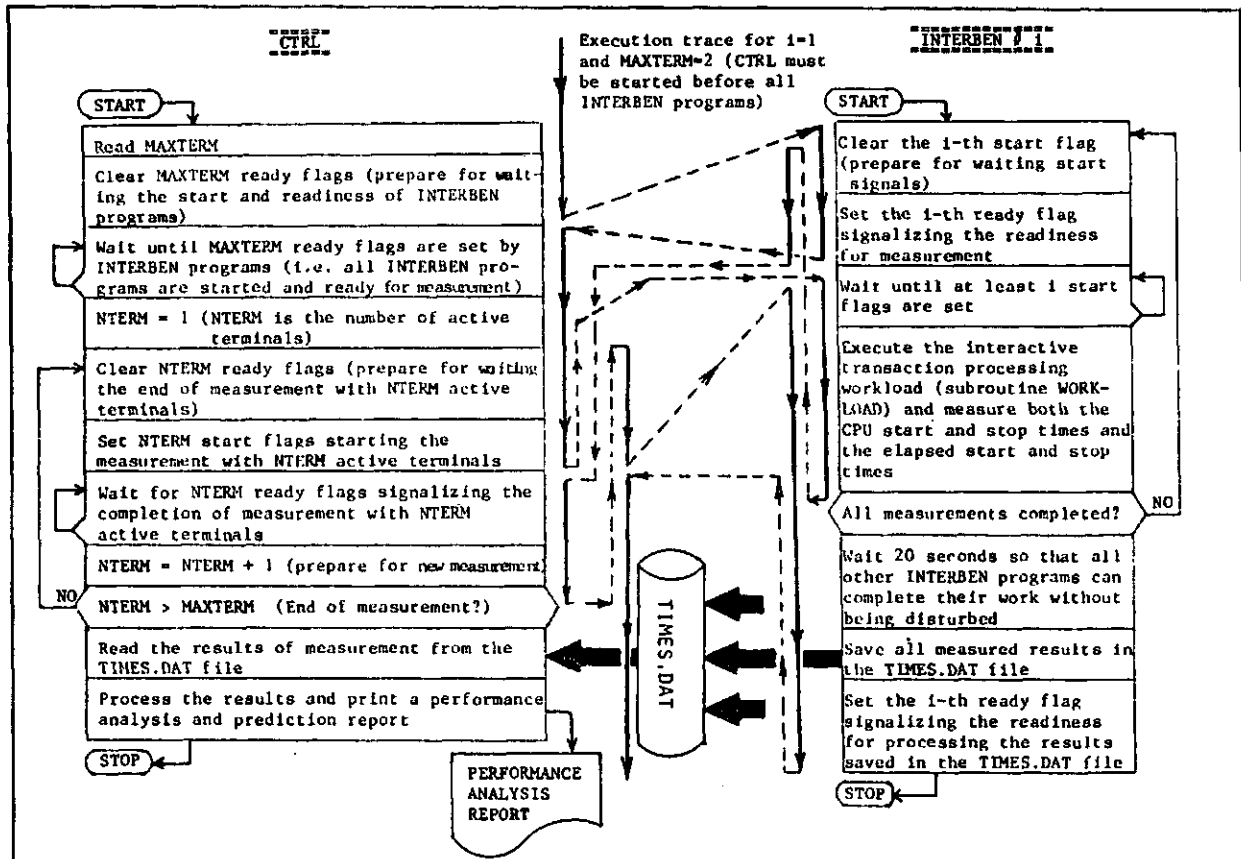 CTRL
START
Read MAXTERM
Clear MAXTERM ready flags (prepare for wait-
ing the start and readiness of INTERBEN
programs)
Wait until MAXTERM ready flags are set by
INTERBEN programs (i.e. all INTERBEN pro-
grams are started and ready for measurement)
NTERM = 1 (NTERM is the number of active
terminals)
Clear NTERM ready flags (prepare for waiting
the end of measurement with NTERM active
terminals)
Set NTERM start flags starting the
measurement with NTERM active terminals
Wait for NTERM ready flags signalizing the
completion of measurement with NTERM
active terminals
NTERM = NTERM + 1 (prepare for new measurement)
NO
NTERM > MAXTERM (End of measurement?)
Read the results of measurement from the
TIMES.DAT file
Process the results and print a performance
analysis and prediction report
STOP
PERFORMANCE
ANALYSIS
REPORT
Execution trace for i=1
and MAXTERM=2 (CTRL must
be started before all
INTERBEN programs)
TIMES.DAT
INTERBEN # i
START
Clear the i-th start flag
(prepare for waiting start
signals)
Set the i-th ready flag
signalizing the readiness
for measurement
Wait until at least i start
flags are set
Execute the interactive
transaction processing
workload (subroutine WORK-
LOAD) and measure both the
CPU start and stop times and
the elapsed start and stop
times
All measurements completed?
NO
Wait 20 seconds so that all
other INTERBEN programs can
complete their work without
being disturbed
Save all measured results in
the TIMES.DAT file
Set the i-th ready flag
signalizing the readiness
for processing the results
saved in the TIMES.DAT file
STOP